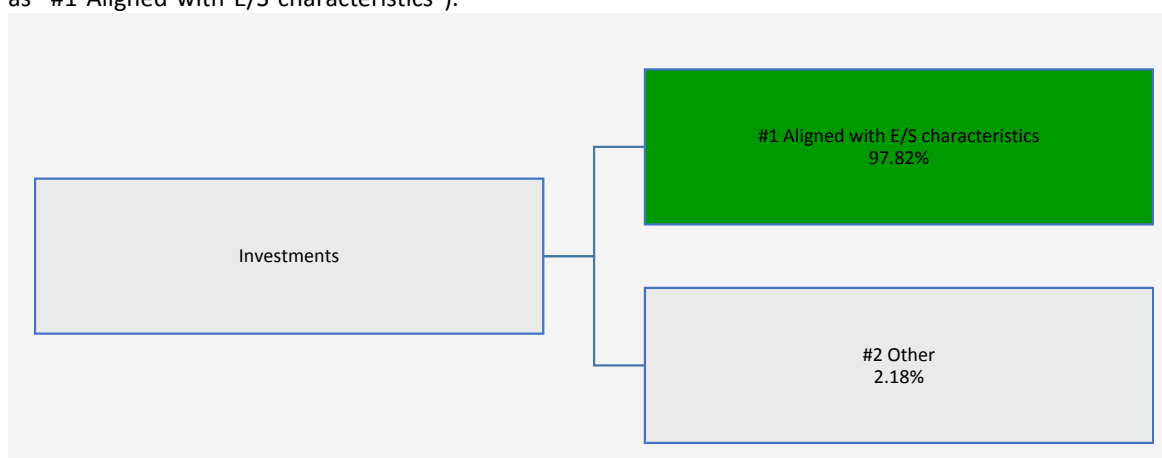 as "#1 Aligned with E/S characteristics").
#1 Aligned with E/S characteristics
97.82%
Investments
#2 Other
2.18%